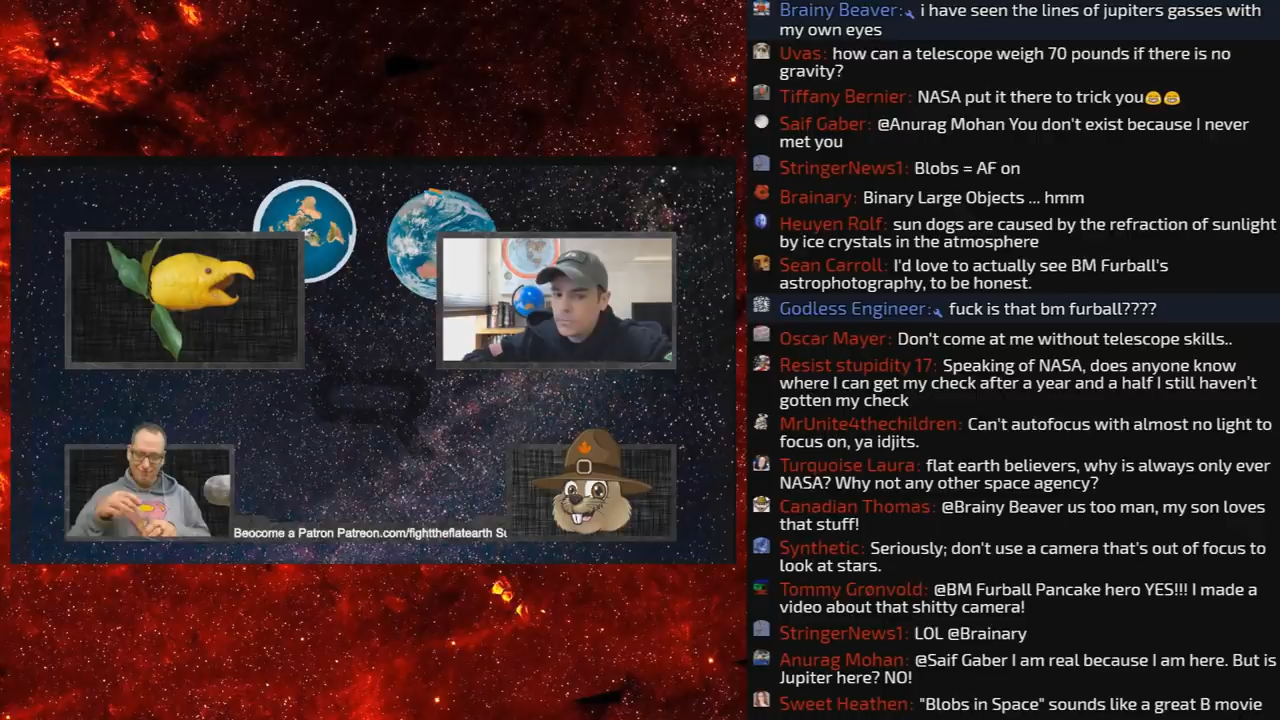 Beocome a Patron Patreon.com/fighttheflatearth Su
Brainy Beaver: i have seen the lines of jupiters gasses with
my own eyes
Uvas: how can a telescope weigh 70 pounds if there is no
gravity?
Tiffany Bernier: NASA put it there to trick you😂😂
Saif Gaber: @Anurag Mohan You don't exist because I never
met you
StringerNews1: Blobs = AF on
Brainary: Binary Large Objects ... hmm
Heuyen Rolf: sun dogs are caused by the refraction of sunlight
by ice crystals in the atmosphere
Sean Carroll: I'd love to actually see BM Furball's
astrophotography, to be honest.
Godless Engineer: fuck is that bm furball????
Oscar Mayer: Don't come at me without telescope skills..
Resist stupidity 17: Speaking of NASA, does anyone know
where I can get my check after a year and a half I still haven't
gotten my check
MrUnite4thechildren: Can't autofocus with almost no light to
focus on, ya idjits.
Turquoise Laura: flat earth believers, why is always only ever
NASA? Why not any other space agency?
Canadian Thomas: @Brainy Beaver us too man, my son loves
that stuff!
Synthetic: Seriously; don't use a camera that's out of focus to
look at stars.
Tommy Grønvold: @BM Furball Pancake hero YES!!! I made a
video about that shitty camera!
StringerNews1: LOL @Brainary
Anurag Mohan: @Saif Gaber I am real because I am here. But is
Jupiter here? NO!
Sweet Heathen: "Blobs in Space" sounds like a great B movie